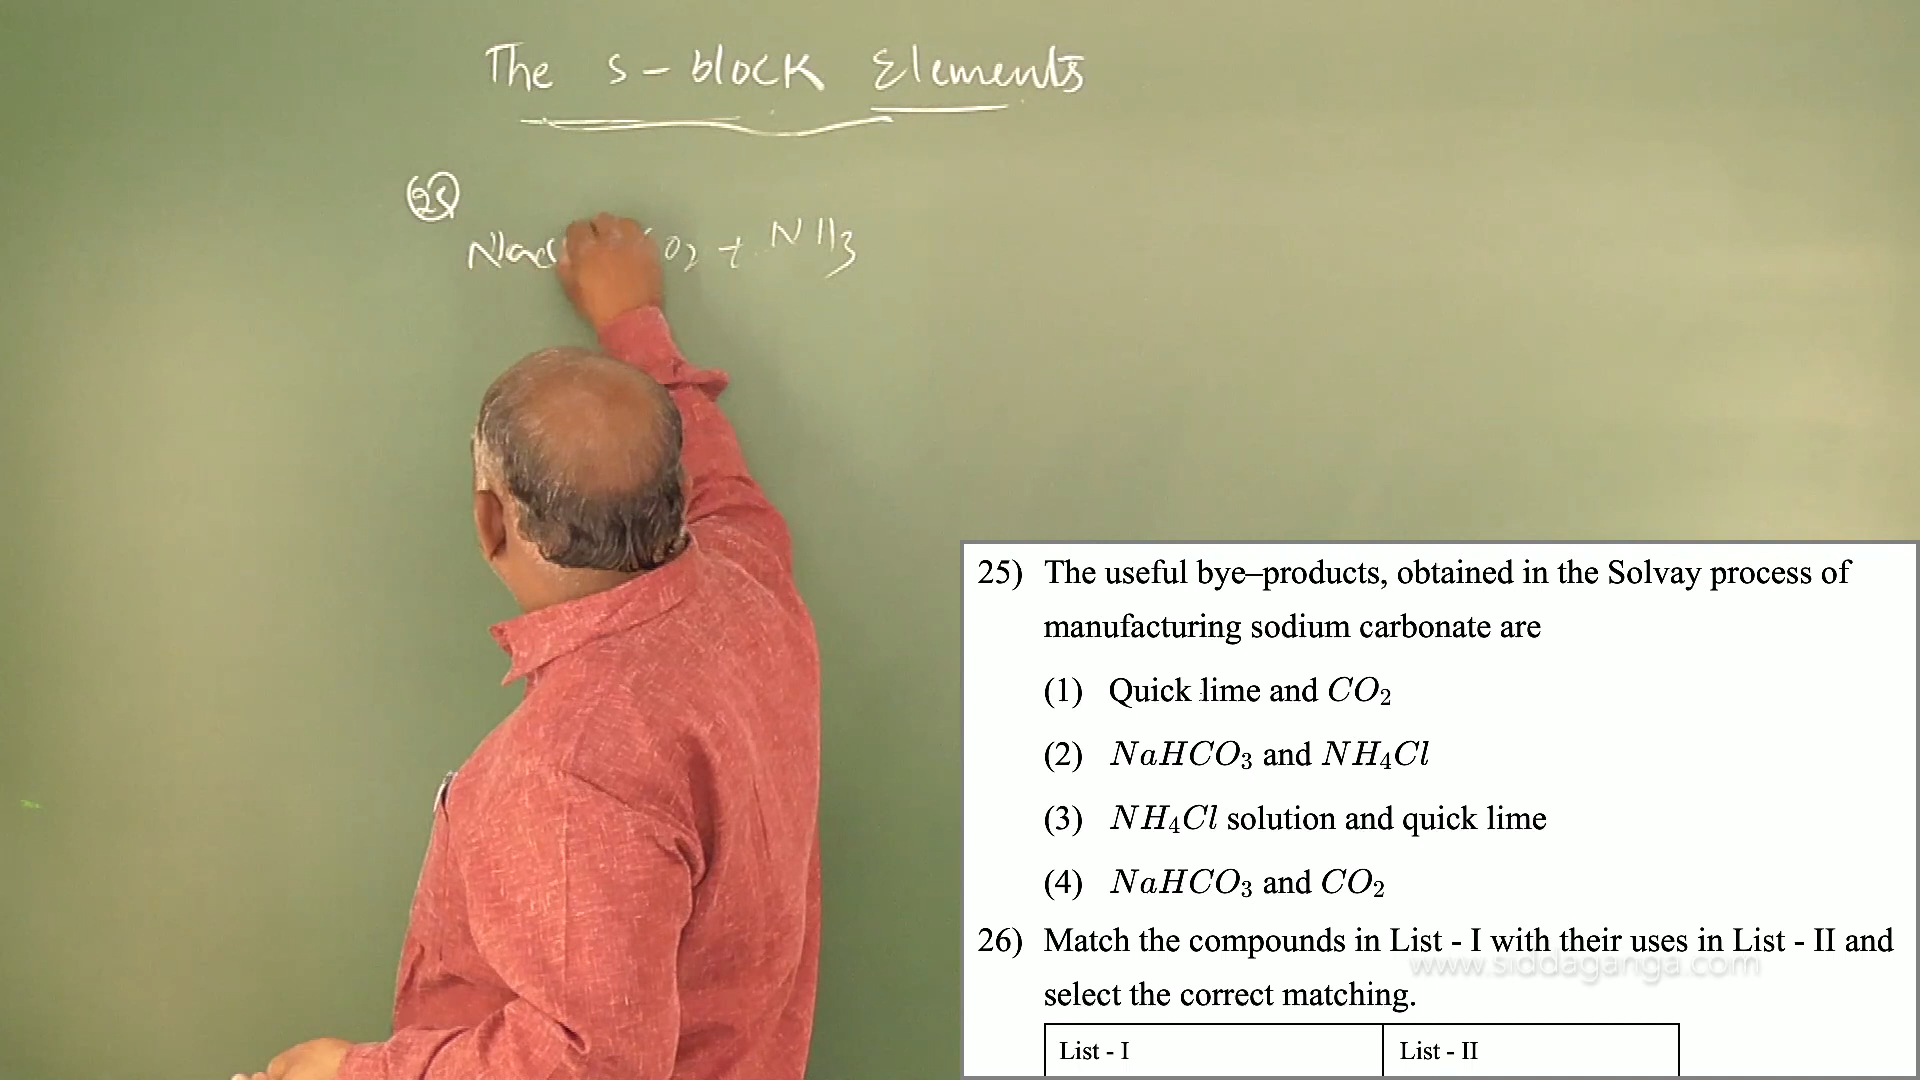 The s-block Elements
25
NaCl CO2 + NH3
25) The useful bye–products, obtained in the Solvay process of
manufacturing sodium carbonate are
(1) Quick lime and CO₂
(2) NaHCO₃ and NH₄Cl
(3) NH₄Cl solution and quick lime
(4) NaHCO₃ and CO₂
26) Match the compounds in List - I with their uses in List - II and
www.siddaganga.com
select the correct matching.
List - I List - II